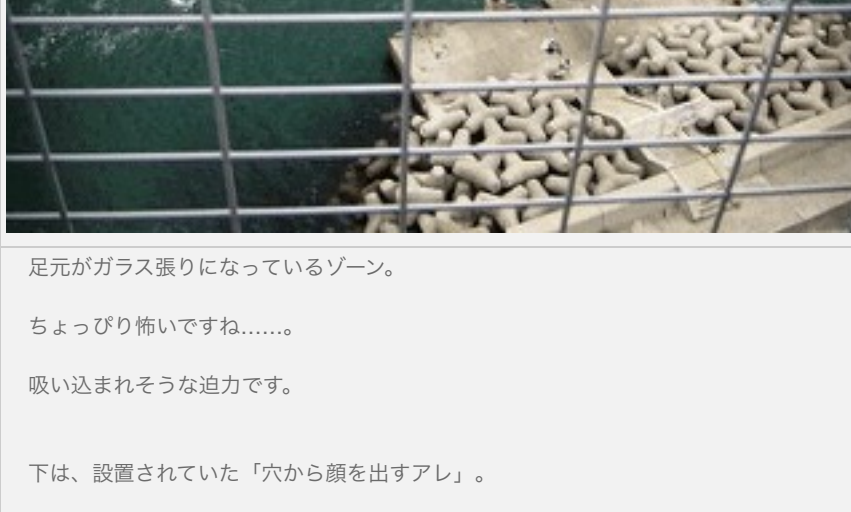 足元がガラス張りになっているゾーン。
ちょっぴり怖いですね……。
吸い込まれそうな迫力です。
下は、設置されていた「穴から顔を出すアレ」。